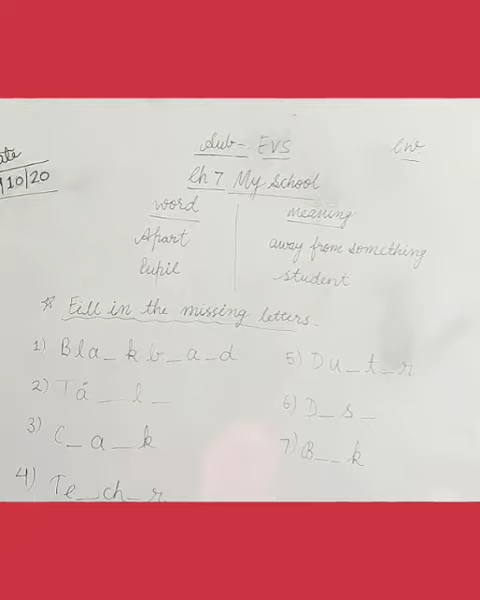 ate
Sub- EVS
CW
10/20
Ch 7 My School
word
meaning
Apart
away from something
Pupil
student
* Fill in the missing letters.
1) Bla_kb_a_d
2) Ta__l_
3) C_a_k
4) Te_ch_r
5) Du_t_r
6) D_s_
7) B__k